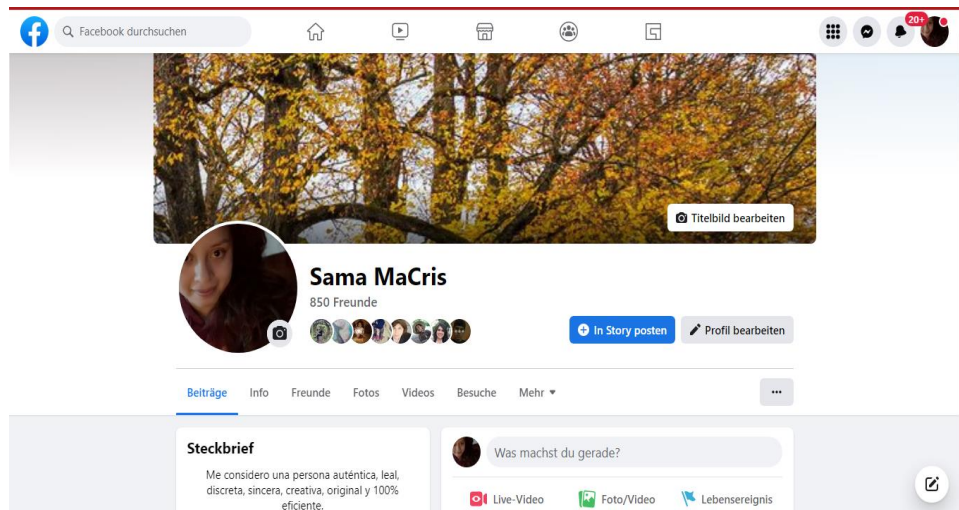 Facebook durchsuchen
20+
Titelbild bearbeiten
Sama MaCris
850 Freunde
In Story posten
Profil bearbeiten
Beiträge Info Freunde Fotos Videos Besuche Mehr
Steckbrief
Me considero una persona auténtica, leal,
discreta, sincera, creativa, original y 100%
eficiente.
Was machst du gerade?
Live-Video Foto/Video Lebensereignis